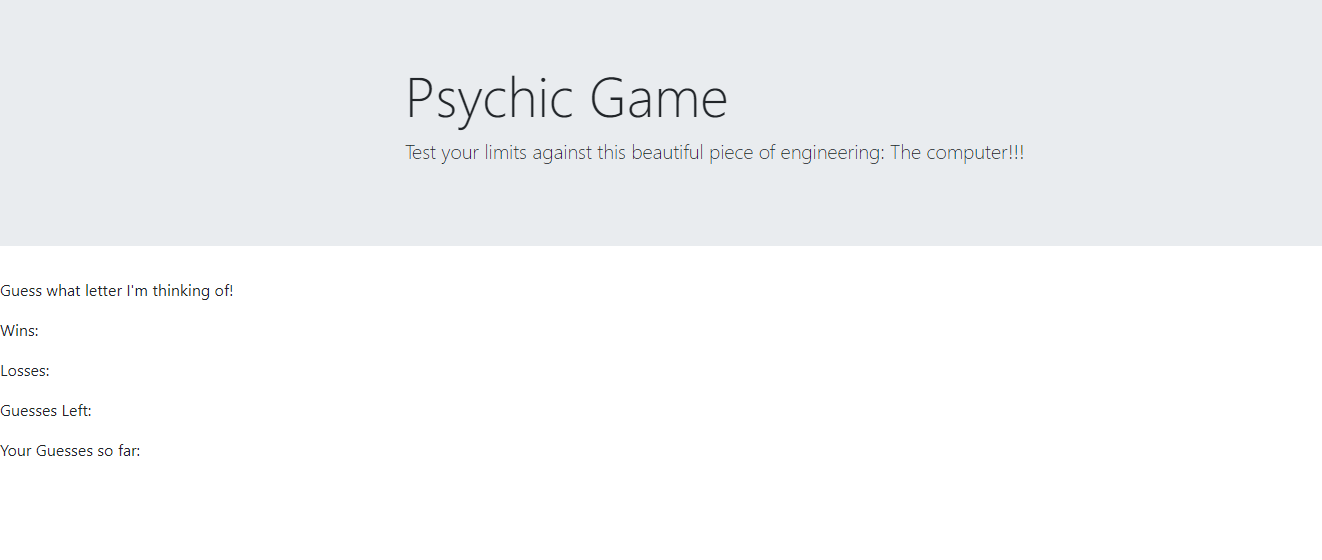 Psychic Game
Test your limits against this beautiful piece of engineering: The computer!!!
Guess what letter I'm thinking of!
Wins:
Losses:
Guesses Left:
Your Guesses so far: